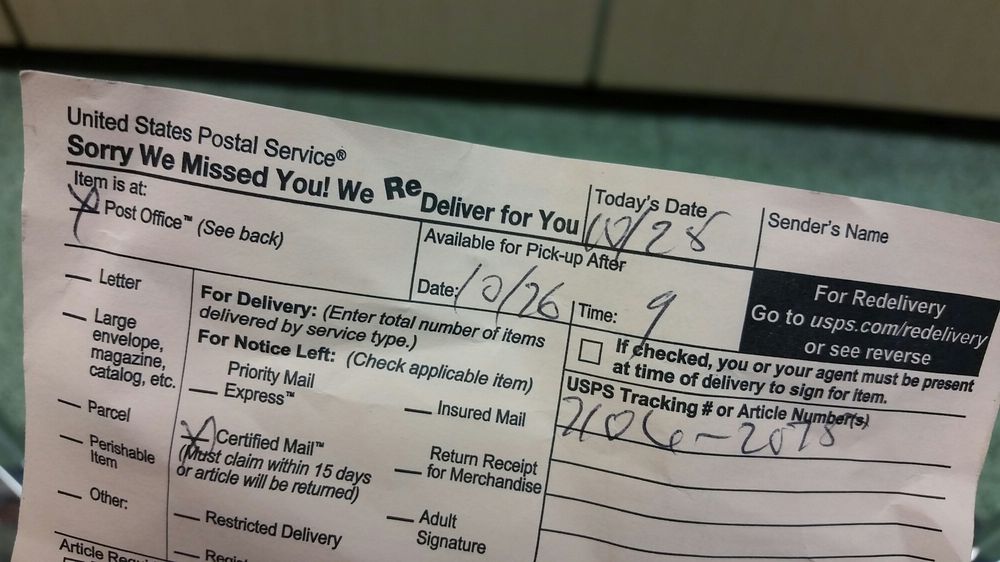 United States Postal Service®
Sorry We Missed You! We ReDeliver for You
Today's Date
10/28
Sender's Name
Item is at:
X Post Office™ (See back)
Available for Pick-up After
Date: 10/26
Time: 9
For Redelivery
Go to usps.com/redelivery
or see reverse
Letter
Large
envelope,
magazine,
catalog, etc.
Parcel
Perishable
Item
Other:
For Delivery: (Enter total number of items
delivered by service type.)
For Notice Left: (Check applicable item)
Priority Mail
Express™
X Certified Mail™
(Must claim within 15 days
or article will be returned)
Restricted Delivery
Insured Mail
Return Receipt
for Merchandise
Adult
Signature
If checked, you or your agent must be present
at time of delivery to sign for item.
USPS Tracking # or Article Number(s)
7106-2078
Article